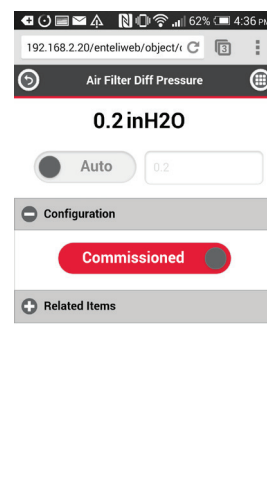 62% 4:36 PM
192.168.2.20/enteliweb/object/ 3
Air Filter Diff Pressure
0.2 inH2O
Auto 0.2
Configuration
Commissioned
Related Items